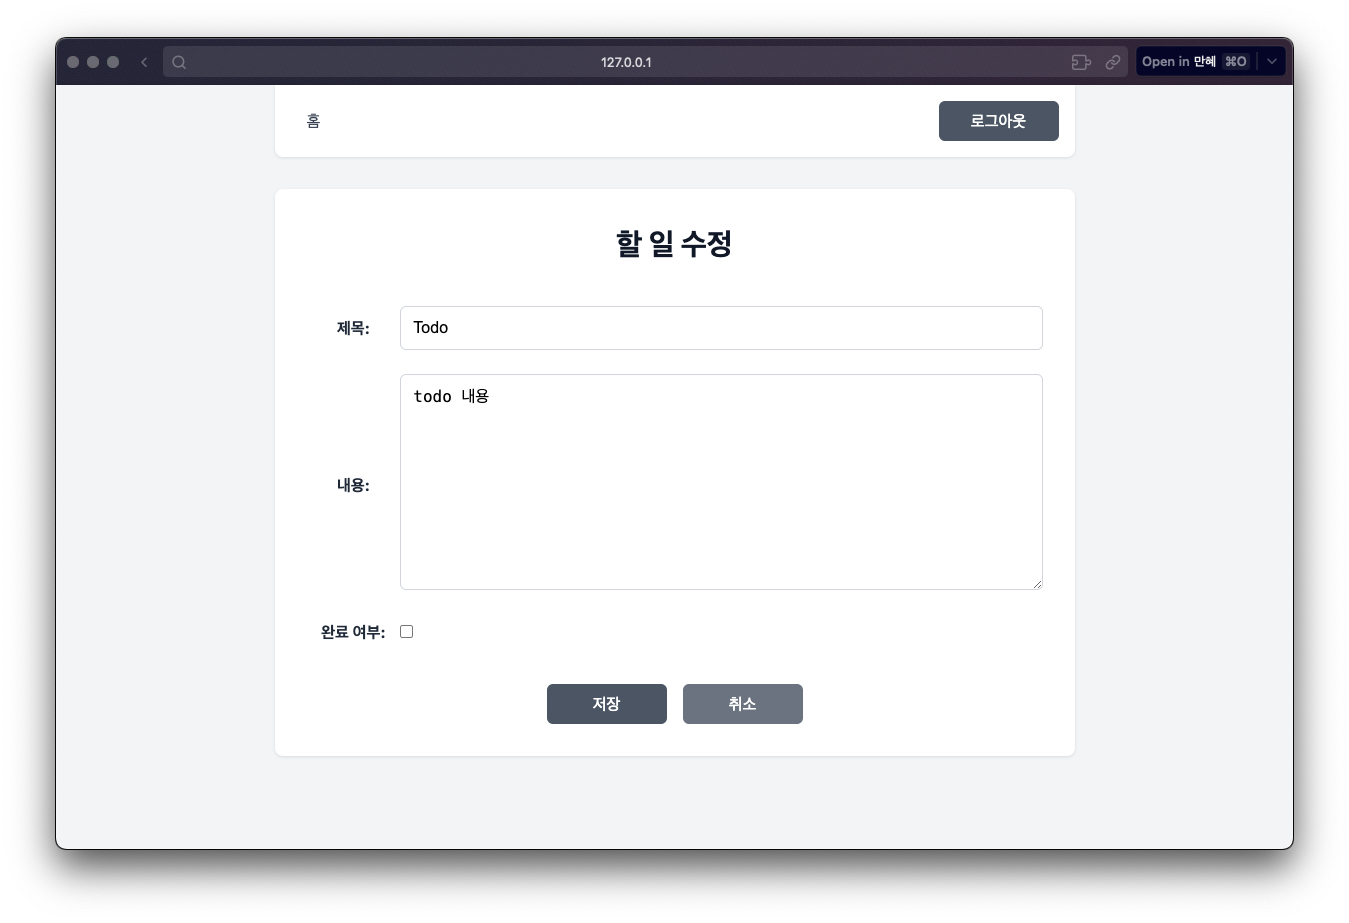 127.0.0.1
Open in 만혜 ⌘O
홈
로그아웃
할 일 수정
제목:
Todo
todo 내용
내용:
완료 여부:
저장
취소